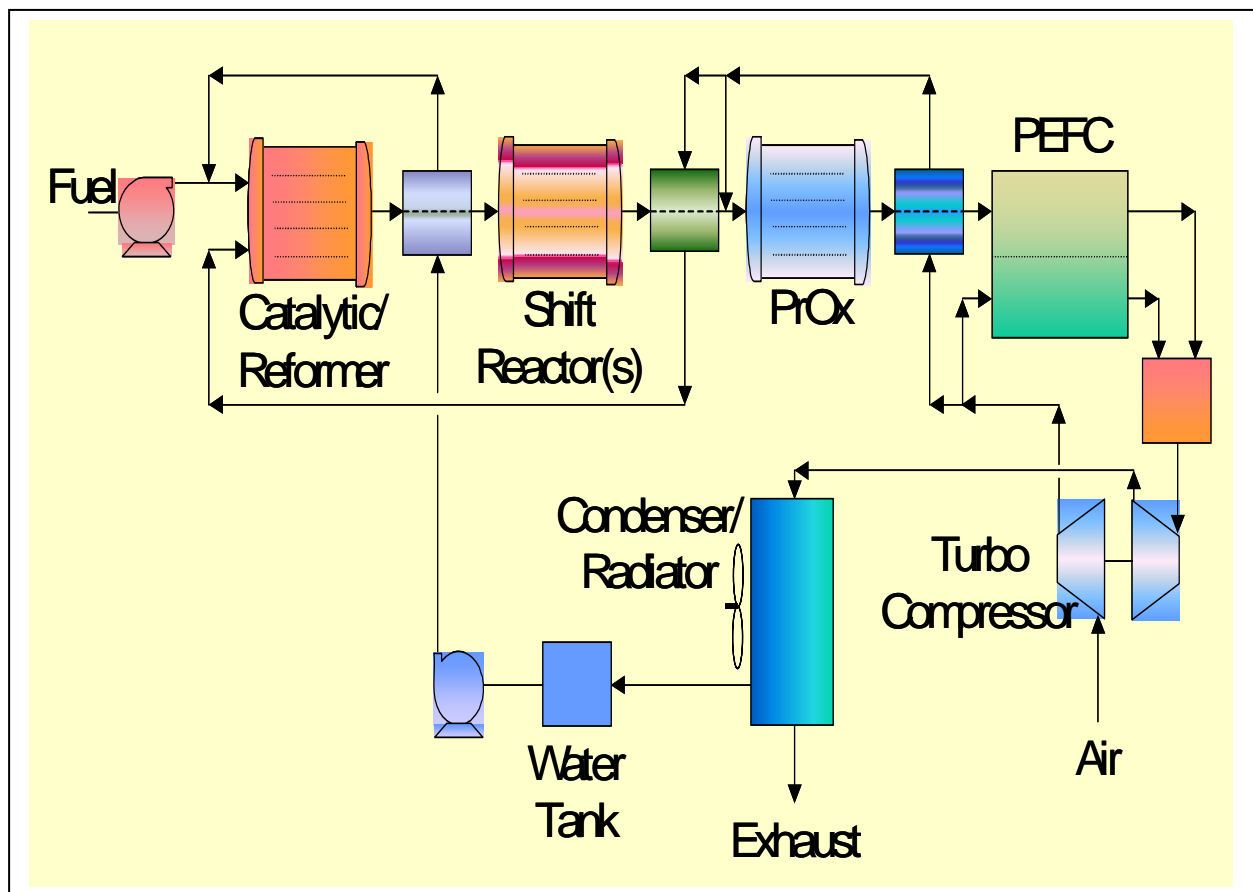 PEFC
Fuel
Catalytic/
Reformer
Shift
Reactor(s)
PrOx
Condenser/
Radiator
Turbo
Compressor
Water
Tank
Air
Exhaust